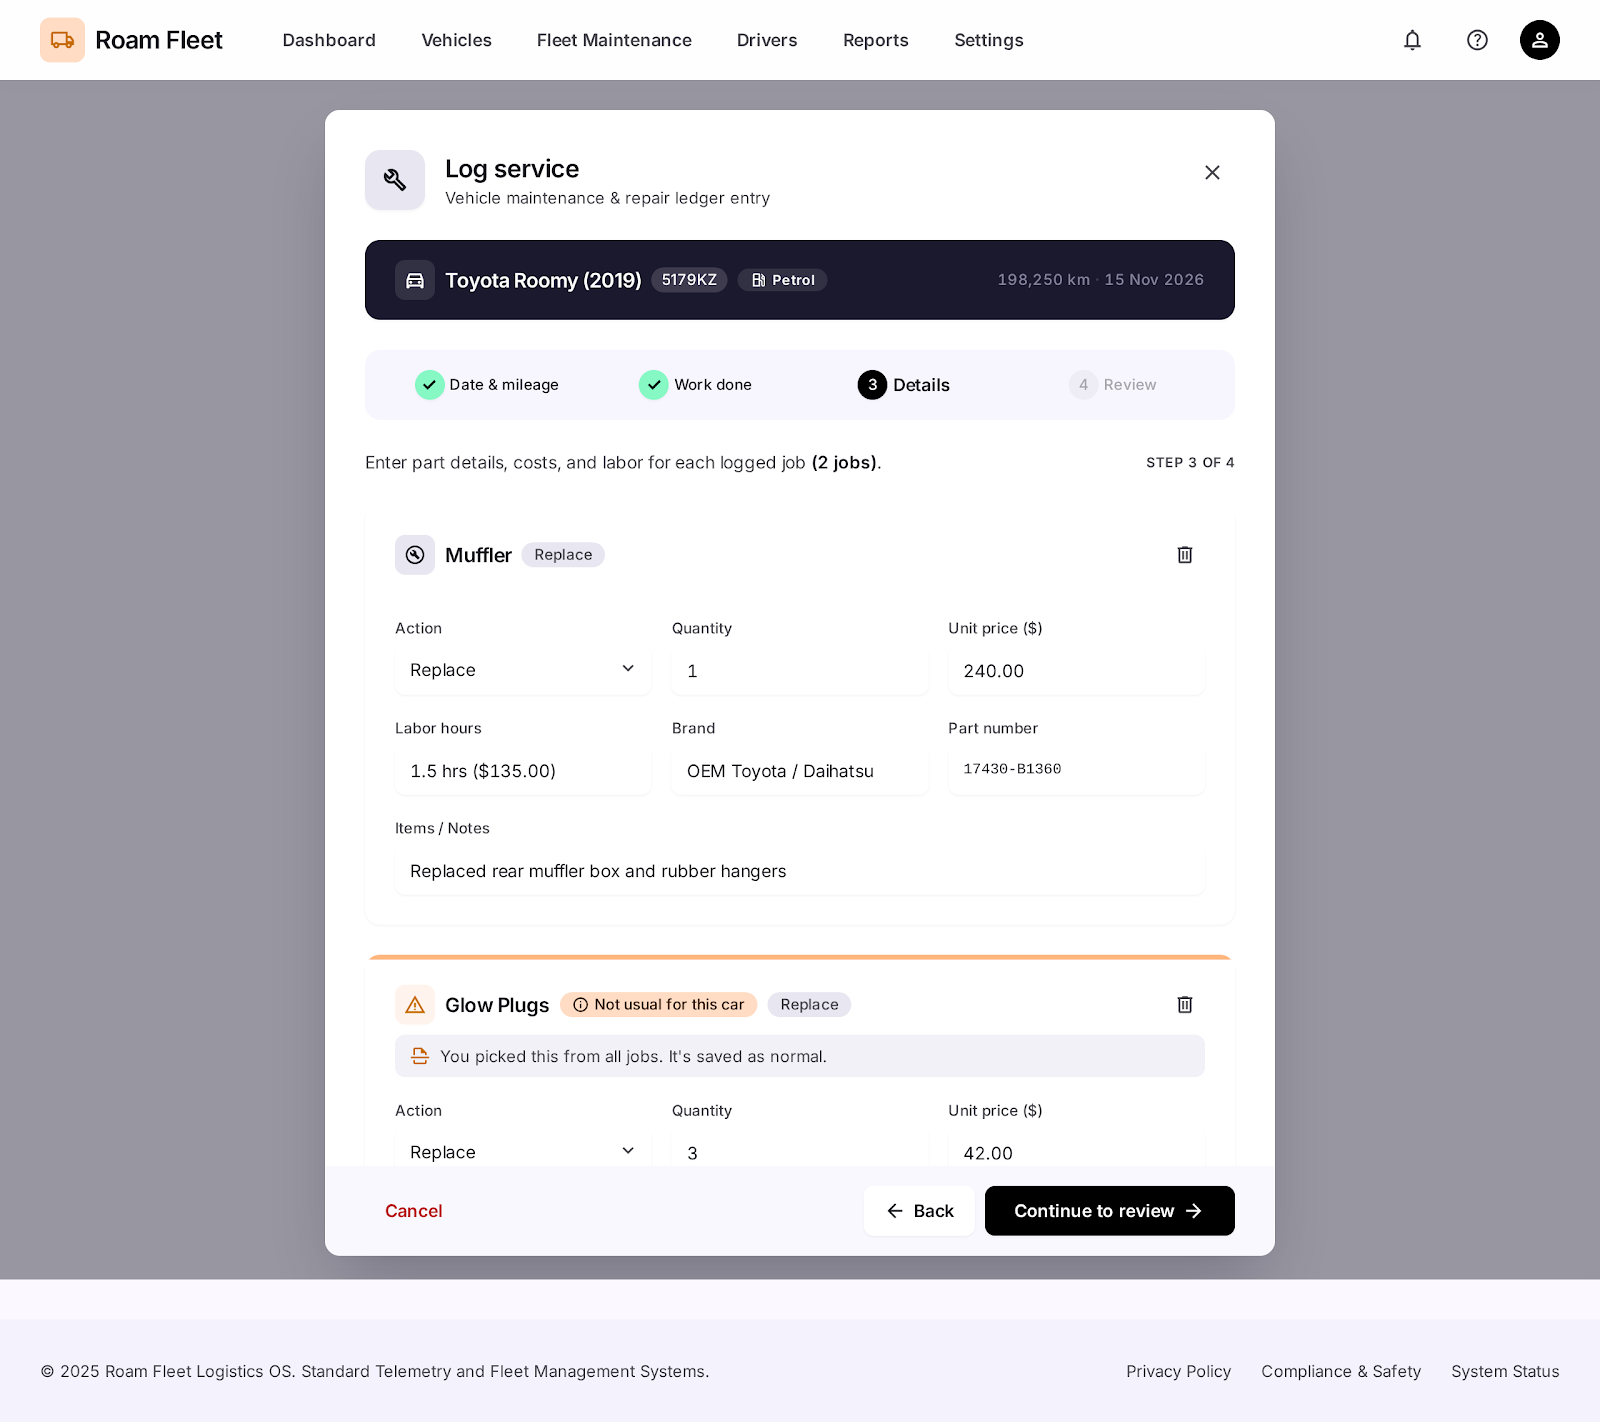 Roam Fleet
Dashboard
Vehicles
Fleet Maintenance
Drivers
Reports
Settings
Log service
Vehicle maintenance & repair ledger entry
Toyota Roomy (2019)
5179KZ
Petrol
198,250 km · 15 Nov 2026
Date & mileage
Work done
3 Details
4 Review
Enter part details, costs, and labor for each logged job (2 jobs).
STEP 3 OF 4
Muffler
Replace
Action
Quantity
Unit price ($)
Replace
1
240.00
Labor hours
Brand
Part number
1.5 hrs ($135.00)
OEM Toyota / Daihatsu
17430-B1360
Items / Notes
Replaced rear muffler box and rubber hangers
Glow Plugs
Not usual for this car
Replace
You picked this from all jobs. It's saved as normal.
Action
Quantity
Unit price ($)
Replace
3
42.00
Cancel
Back
Continue to review
© 2025 Roam Fleet Logistics OS. Standard Telemetry and Fleet Management Systems.
Privacy Policy
Compliance & Safety
System Status